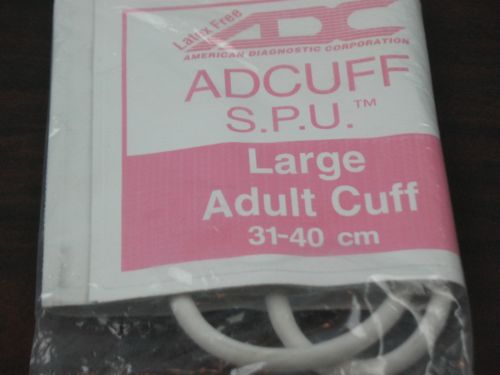 Latex Free
ADC
AMERICAN DIAGNOSTIC CORPORATION
ADCUFF
S.P.U.™
Large
Adult Cuff
31-40 cm